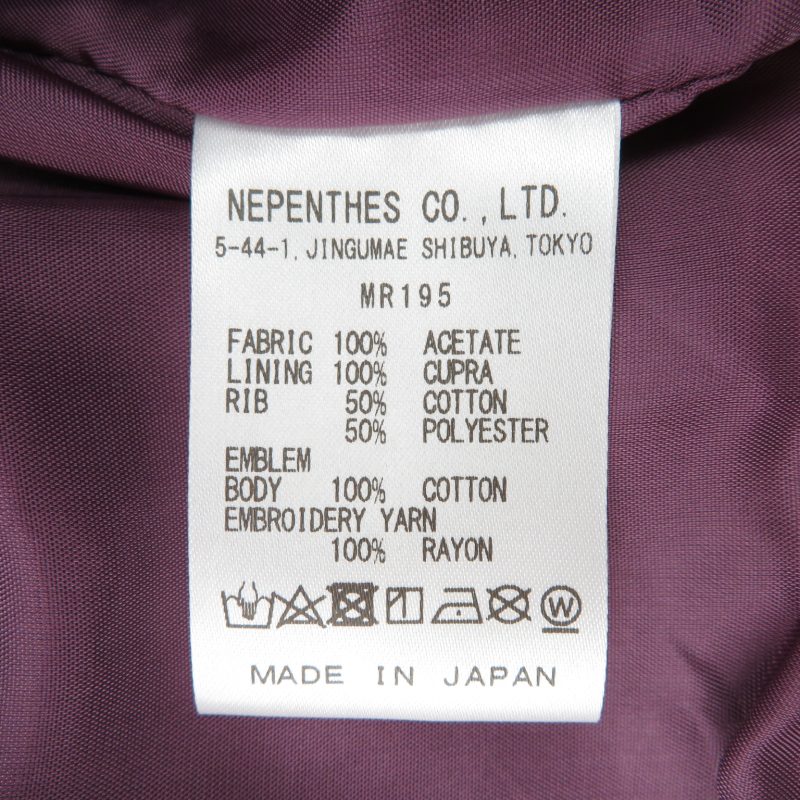 NEPENTHES CO.,LTD.
5-44-1, JINGUMAE SHIBUYA, TOKYO
MR195
FABRIC 100% ACETATE
LINING 100% CUPRA
RIB 50% COTTON
50% POLYESTER
EMBLEM
BODY 100% COTTON
EMBROIDERY YARN
100% RAYON
W
MADE IN JAPAN